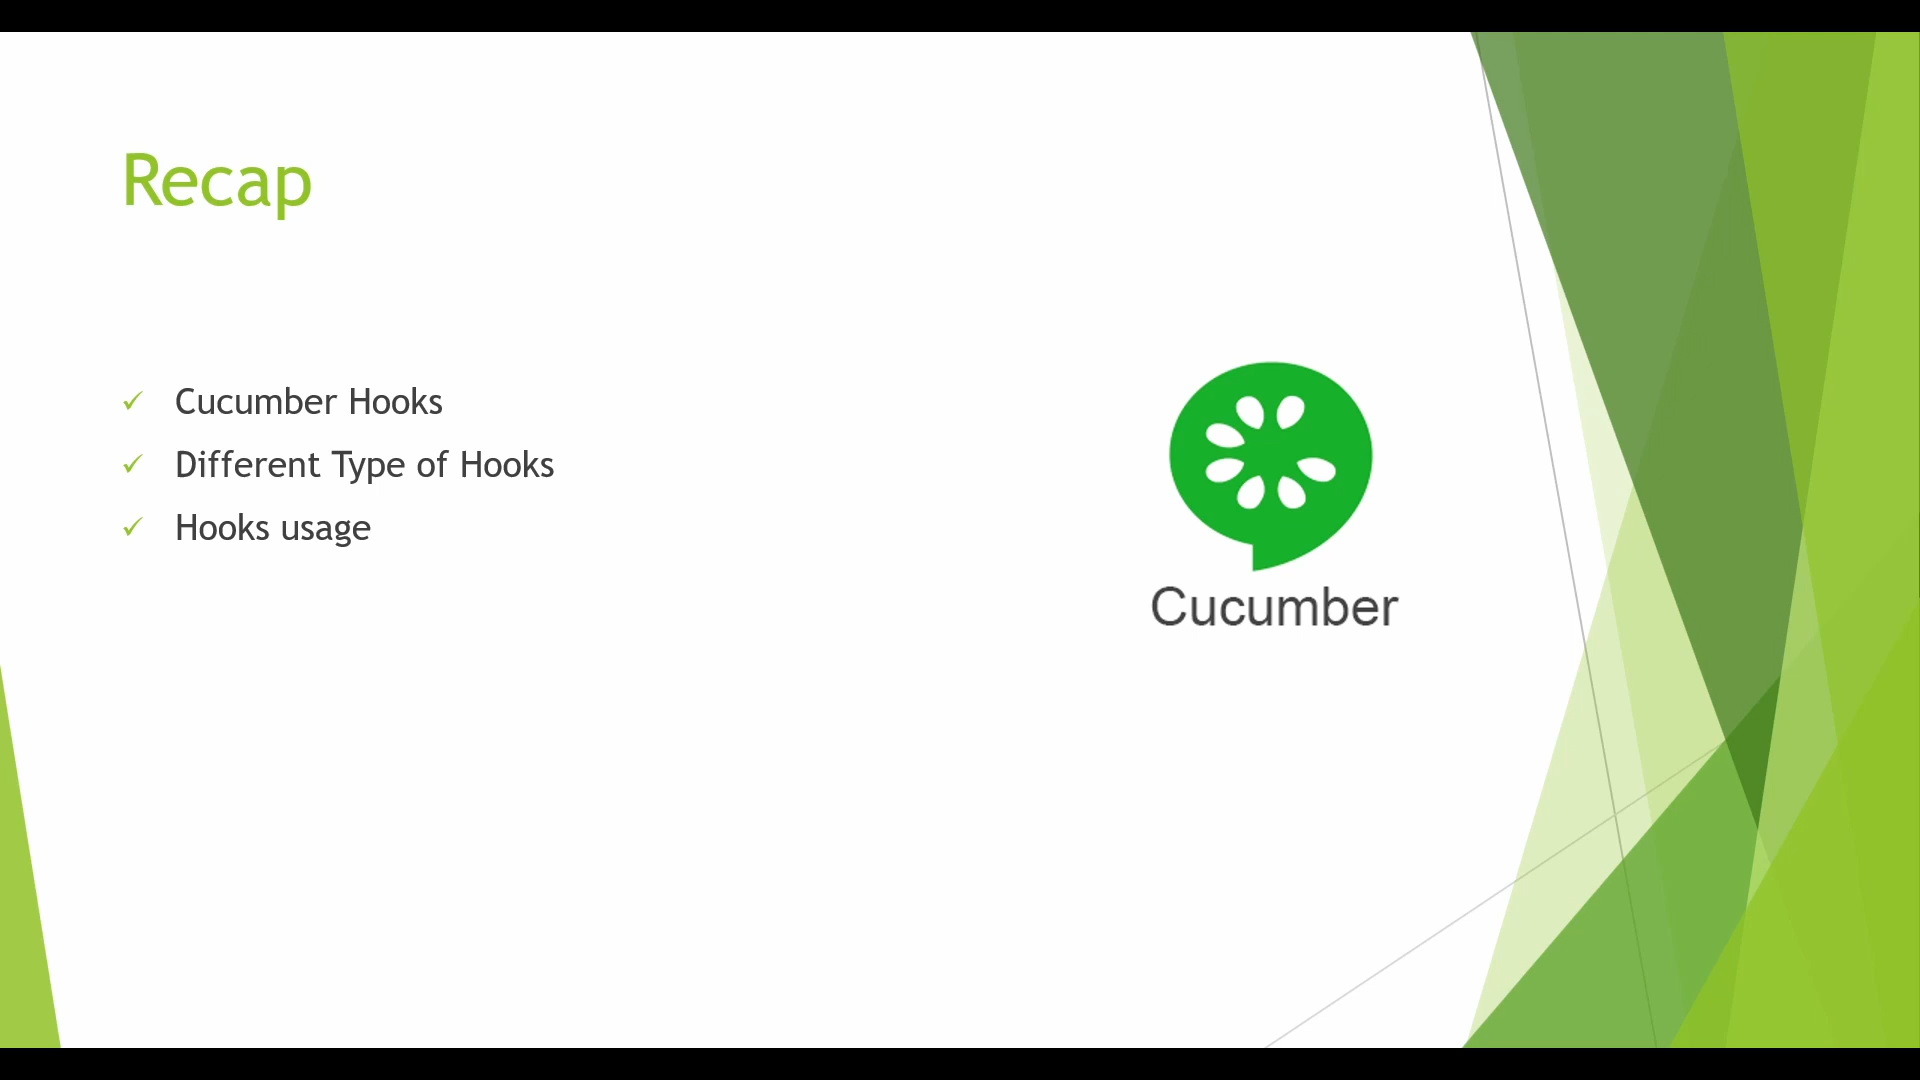 Recap
Cucumber Hooks
Different Type of Hooks
Hooks usage
Cucumber